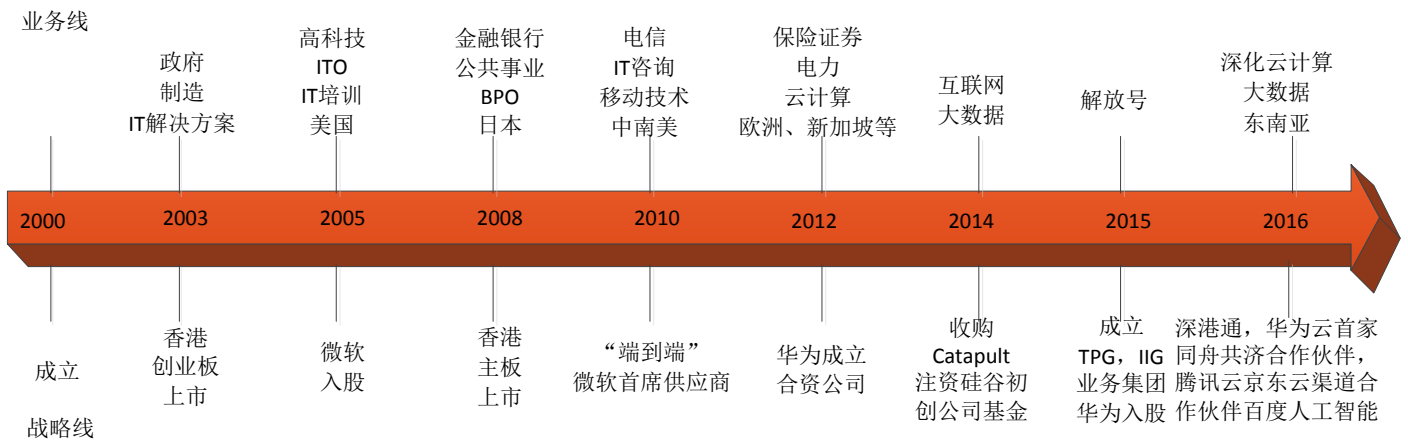 业务线
政府
制造
IT解决方案
高科技
ITO
IT培训
美国
金融银行
公共事业
BPO
日本
电信
IT咨询
移动技术
中南美
保险证券
电力
云计算
欧洲、新加坡等
互联网
大数据
解放号
深化云计算
大数据
东南亚
2000
2003
2005
2008
2010
2012
2014
2015
2016
成立
香港
创业板
上市
微软
入股
香港
主板
上市
“端到端”
微软首席供应商
华为成立
合资公司
收购
Catapult
注资硅谷初
创公司基金
成立
TPG，IIG
业务集团
华为入股
深港通，华为云首家
同舟共济合作伙伴，
腾讯云京东云渠道合
作伙伴百度人工智能
战略线